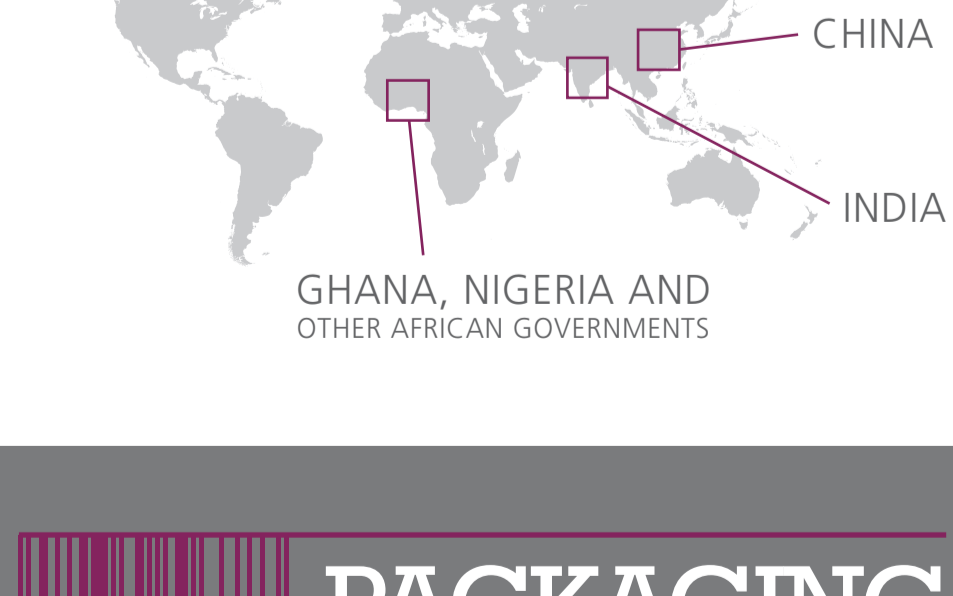 CHINA
INDIA
GHANA, NIGERIA AND
OTHER AFRICAN GOVERNMENTS
PACKAGING